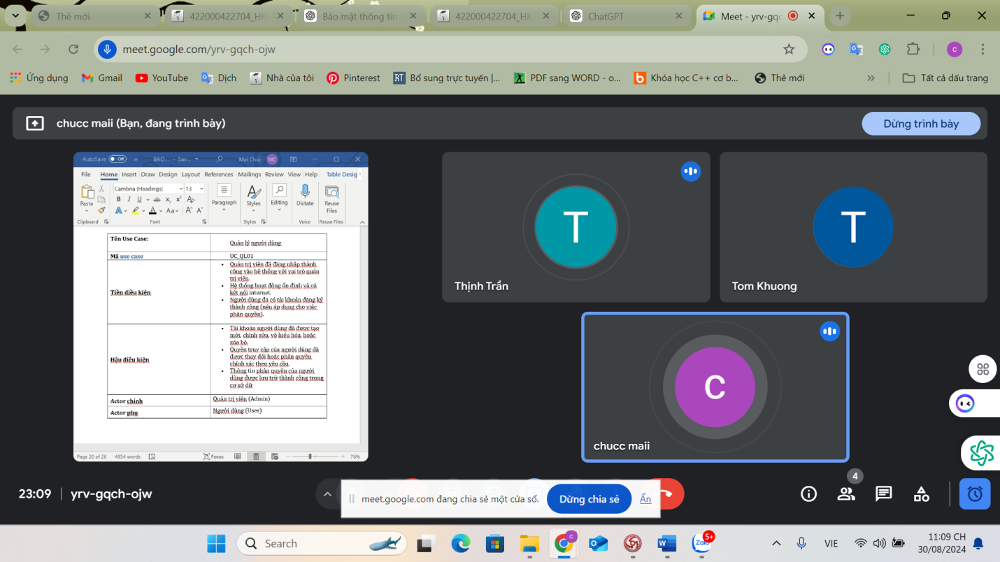 Thẻ mới
422000422704_HK
Bảo mật thông tin
422000422704_HK
ChatGPT
Meet - yrv-gqc
meet.google.com/yrv-gqch-ojw
C
Ứng dụng
Gmail
YouTube
Dịch
Nhà của tôi
Pinterest
RT
Bổ sung trực tuyến |...
PDF sang WORD - o...
Khóa học C++ cơ b...
Thẻ mới
»
Tất cả dấu trang
chucc maii (Bạn, đang trình bày)
Dừng trình bày
AutoSave Off
BAO... - Sav...
Mai Chúc MC
File Home Insert Draw Design Layout References Mailings Review View Help Table Desig
Cambria (Headings) 13
Paste
B I U ab x₂ x²
A A Aa A A
Paragraph
Styles
Editing
Dictate
Reuse
Files
Clipboard
Font
Styles
Voice
Reuse Files
Tên Use Case:
Quản lý người dùng
Mã use case
UC_QL01
Tiền điều kiện
• Quản trị viên đã đăng nhập thành
công vào hệ thống với vai trò quản
trị viên.
• Hệ thống hoạt động ổn định và có
kết nối internet.
• Người dùng đã có tài khoản đăng ký
thành công (nếu áp dụng cho việc
phân quyền).
Hậu điều kiện
• Tài khoản người dùng đã được tạo
mới, chỉnh sửa, vô hiệu hóa, hoặc
xóa bỏ.
• Quyền truy cập của người dùng đã
được thay đổi hoặc phân quyền
chính xác theo yêu cầu.
• Thông tin phân quyền của người
dùng được lưu trữ thành công trong
cơ sở dữ
Actor chính
Quản trị viên (Admin)
Actor phụ
Người dùng (User)
Page 20 of 26
4854 words
Focus
76%
T
Thịnh Trần
T
Tom Khuong
C
chucc maii
23:09
yrv-gqch-ojw
meet.google.com đang chia sẻ một cửa sổ.
Dừng chia sẻ
Ẩn
4
Search
C
Zalo
5+
VIE
11:09 CH
30/08/2024